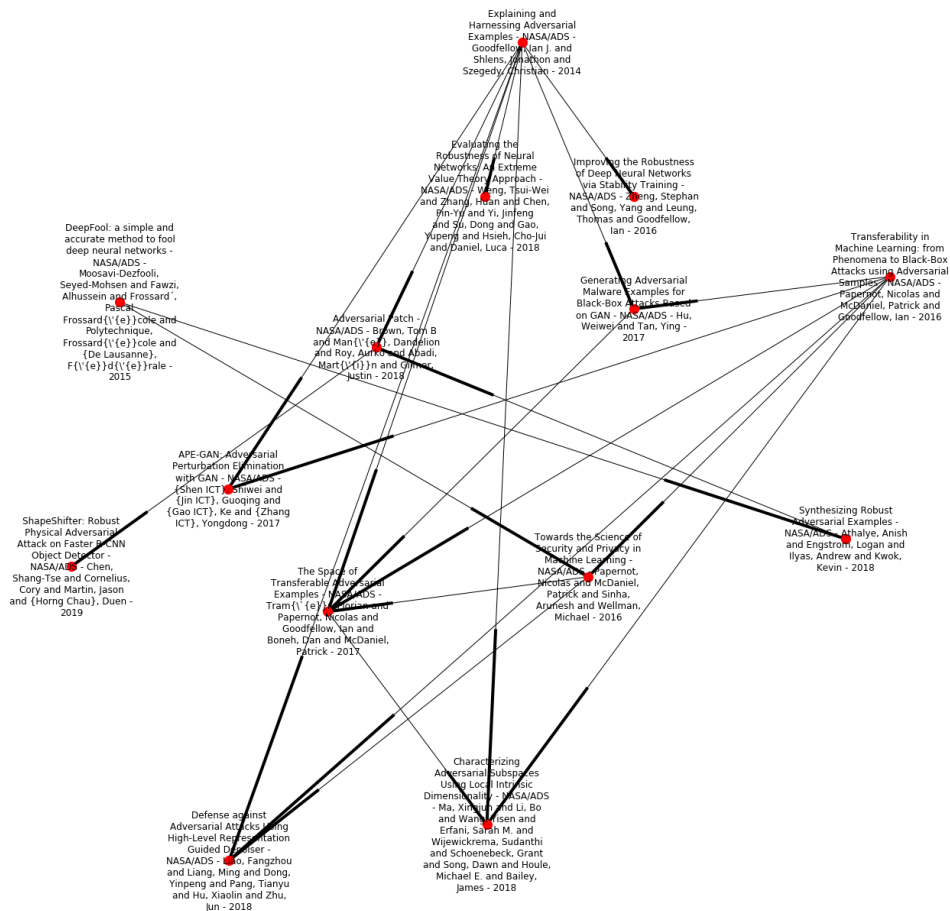 Explaining and
Harnessing Adversarial
Examples - NASA/ADS -
Goodfellow, Ian J. and
Shlens, Jonathon and
Szegedy, Christian - 2014
Evaluating the
Robustness of Neural
Networks: An Extreme
Value Theory Approach -
NASA/ADS - Weng, Tsui-Wei
and Zhang, Huan and Chen,
Pin-Yu and Yi, Jinfeng
and Su, Dong and Gao,
Yupeng and Hsieh, Cho-Jui
and Daniel, Luca - 2018
Improving the Robustness
of Deep Neural Networks
via Stability Training -
NASA/ADS - Zheng, Stephan
and Song, Yang and Leung,
Thomas and Goodfellow,
Ian - 2016
DeepFool: a simple and
accurate method to fool
deep neural networks -
NASA/ADS -
Moosavi-Dezfooli,
Seyed-Mohsen and Fawzi,
Alhussein and Frossard´,
Pascal
Frossard{\'{e}}cole and
Polytechnique,
Frossard{\'{e}}cole and
{De Lausanne},
F{\'{e}}d{\'{e}}rale -
2015
Transferability in
Machine Learning: from
Phenomena to Black-Box
Attacks using Adversarial
Samples - NASA/ADS -
Papernot, Nicolas and
McDaniel, Patrick and
Goodfellow, Ian - 2016
Generating Adversarial
Malware Examples for
Black-Box Attacks Based
on GAN - NASA/ADS - Hu,
Weiwei and Tan, Ying -
2017
Adversarial Patch -
NASA/ADS - Brown, Tom B
and Man{\'{e}}, Dandelion
and Roy, Aurko and Abadi,
Mart{\'{i}}n and Gilmer,
Justin - 2018
APE-GAN: Adversarial
Perturbation Elimination
with GAN - NASA/ADS -
{Shen ICT}, Shiwei and
{Jin ICT}, Guoqing and
{Gao ICT}, Ke and {Zhang
ICT}, Yongdong - 2017
ShapeShifter: Robust
Physical Adversarial
Attack on Faster R-CNN
Object Detector -
NASA/ADS - Chen,
Shang-Tse and Cornelius,
Cory and Martin, Jason
and {Horng Chau}, Duen -
2019
Synthesizing Robust
Adversarial Examples -
NASA/ADS - Athalye, Anish
and Engstrom, Logan and
Ilyas, Andrew and Kwok,
Kevin - 2018
Towards the Science of
Security and Privacy in
Machine Learning -
NASA/ADS - Papernot,
Nicolas and McDaniel,
Patrick and Sinha,
Arunesh and Wellman,
Michael - 2016
The Space of
Transferable Adversarial
Examples - NASA/ADS -
Tram{\`{e}}r, Florian and
Papernot, Nicolas and
Goodfellow, Ian and
Boneh, Dan and McDaniel,
Patrick - 2017
Characterizing
Adversarial Subspaces
Using Local Intrinsic
Dimensionality - NASA/ADS
- Ma, Xingjun and Li, Bo
and Wang, Yisen and
Erfani, Sarah M. and
Wijewickrema, Sudanthi
and Schoenebeck, Grant
and Song, Dawn and Houle,
Michael E. and Bailey,
James - 2018
Defense against
Adversarial Attacks Using
High-Level Representation
Guided Denoiser -
NASA/ADS - Liao, Fangzhou
and Liang, Ming and Dong,
Yinpeng and Pang, Tianyu
and Hu, Xiaolin and Zhu,
Jun - 2018